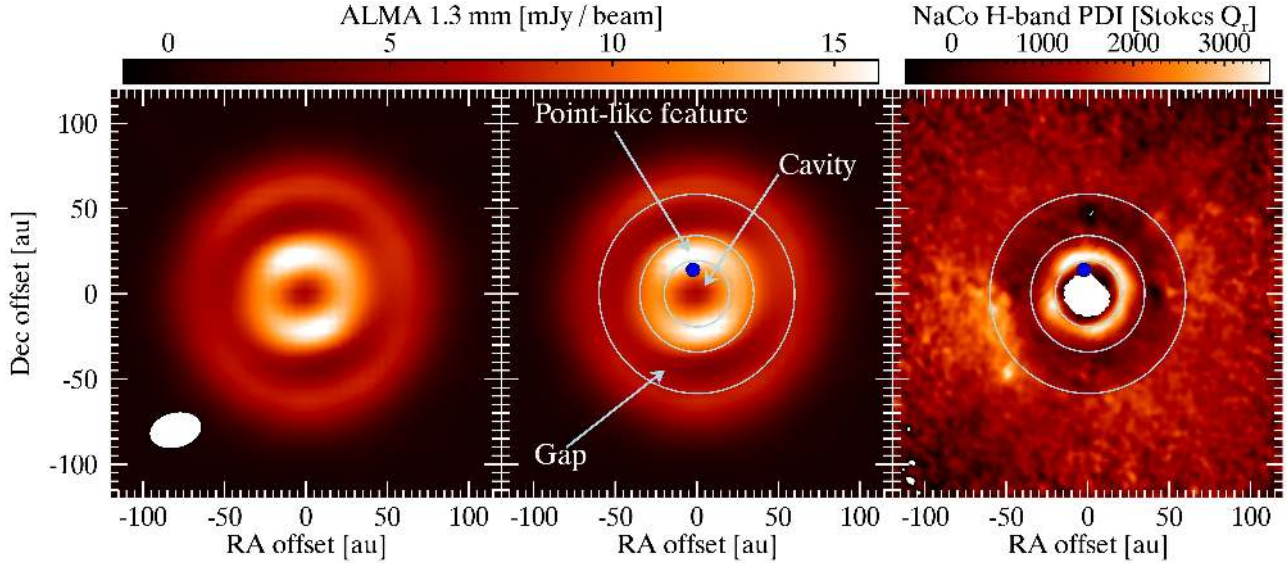 ALMA 1.3 mm [mJy / beam]
0 5 10 15
NaCo H-band PDI [Stokes Qr]
0 1000 2000 3000
100
50
0
-50
-100
Dec offset [au]
Point-like feature
Cavity
Gap
-100 -50 0 50 100
-100 -50 0 50 100
-100 -50 0 50 100
RA offset [au]
RA offset [au]
RA offset [au]